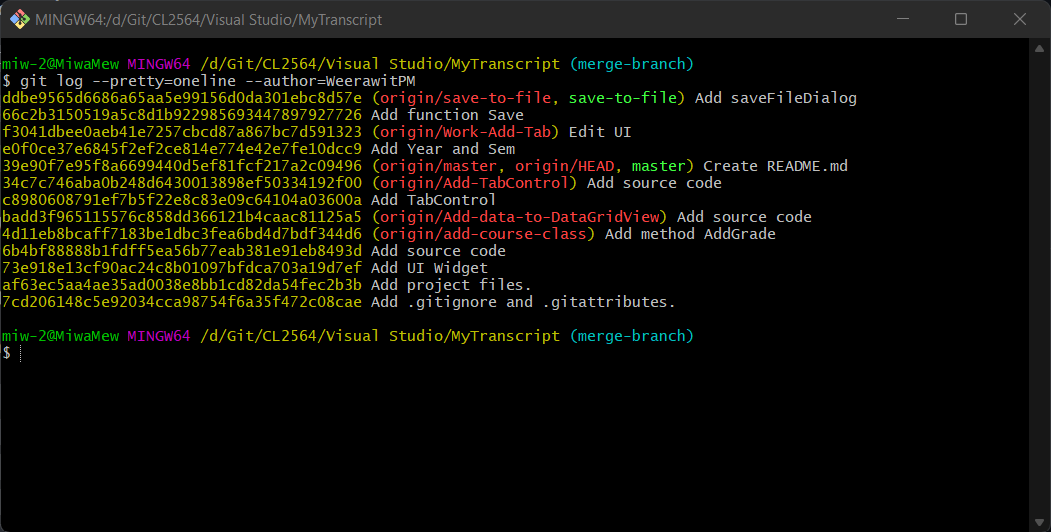 MINGW64:/d/Git/CL2564/Visual Studio/MyTranscript
miw-2@MiwaMew MINGW64 /d/Git/CL2564/Visual Studio/MyTranscript (merge-branch)
$ git log --pretty=oneline --author=WeerawitPM
ddbe9565d6686a65aa5e99156d0da301ebc8d57e (origin/save-to-file, save-to-file) Add saveFileDialog
66c2b3150519a5c8d1b922985693447897927726 Add function Save
f3041dbee0aeb41e7257cbcd87a867bc7d591323 (origin/Work-Add-Tab) Edit UI
e0f0ce37e6845f2ef2ce814e774e42e7fe10dcc9 Add Year and Sem
39e90f7e95f8a6699440d5ef81fcf217a2c09496 (origin/master, origin/HEAD, master) Create README.md
34c7c746aba0b248d6430013898ef50334192f00 (origin/Add-TabControl) Add source code
c8980608791ef7b5f22e8c83e09c64104a03600a Add TabControl
badd3f965115576c858dd366121b4caac81125a5 (origin/Add-data-to-DataGridView) Add source code
4d11eb8bcaff7183be1dbc3fea6bd4d7bdf344d6 (origin/add-course-class) Add method AddGrade
6b4bf88888b1fdff5ea56b77eab381e91eb8493d Add source code
73e918e13cf90ac24c8b01097bfdca703a19d7ef Add UI Widget
af63ec5aa4ae35ad0038e8bb1cd82da54fec2b3b Add project files.
7cd206148c5e92034cca98754f6a35f472c08cae Add .gitignore and .gitattributes.
miw-2@MiwaMew MINGW64 /d/Git/CL2564/Visual Studio/MyTranscript (merge-branch)
$